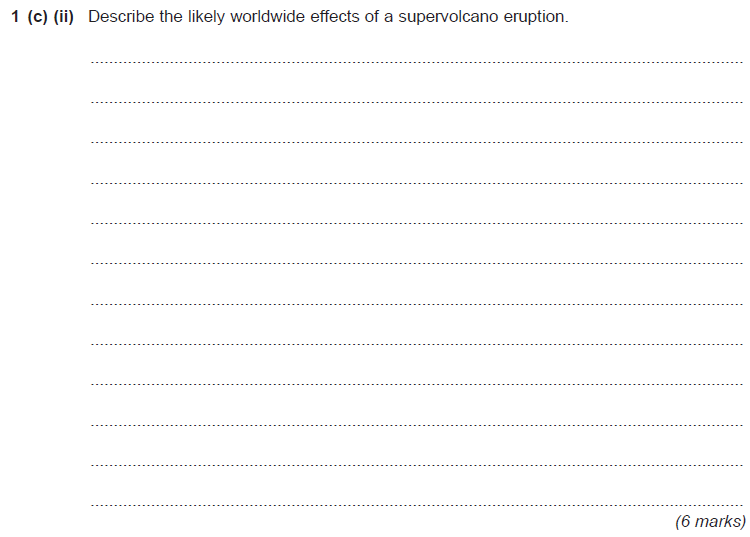 1 (c) (ii) Describe the likely worldwide effects of a supervolcano eruption.
(6 marks)